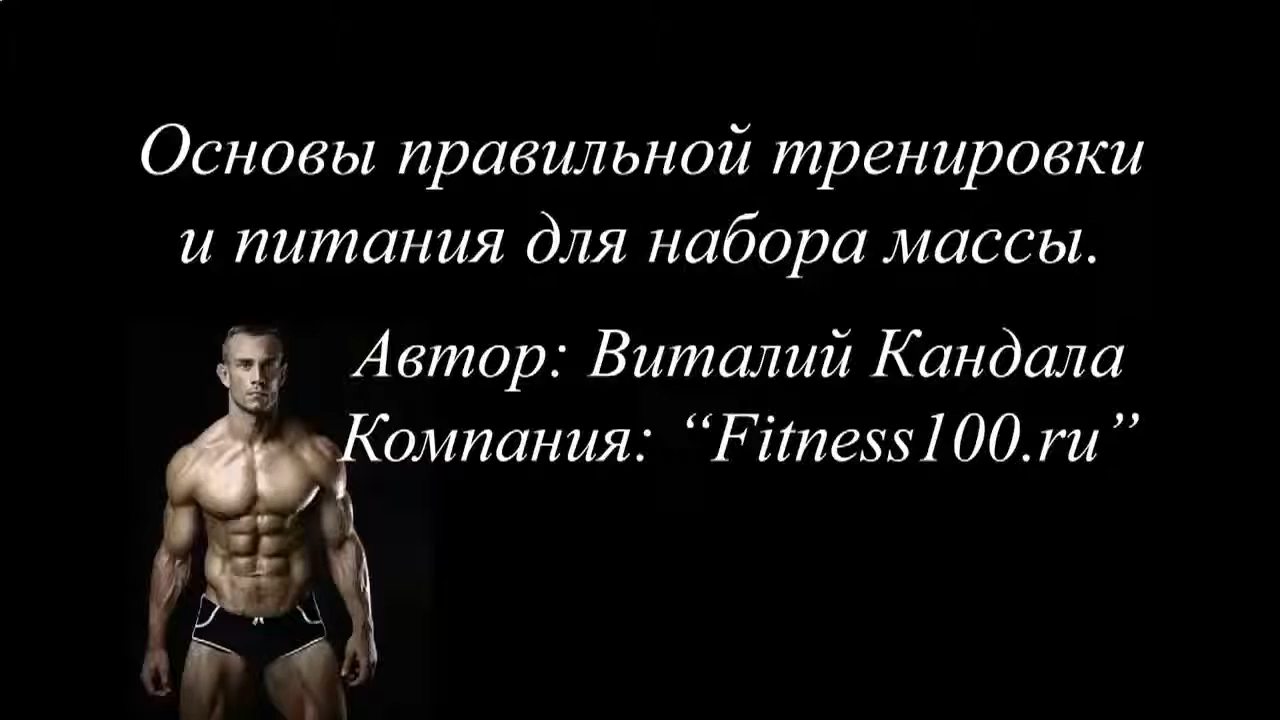 Основы правильной тренировки
и питания для набора массы.
Автор: Виталий Кандала
Компания: “Fitness100.ru”